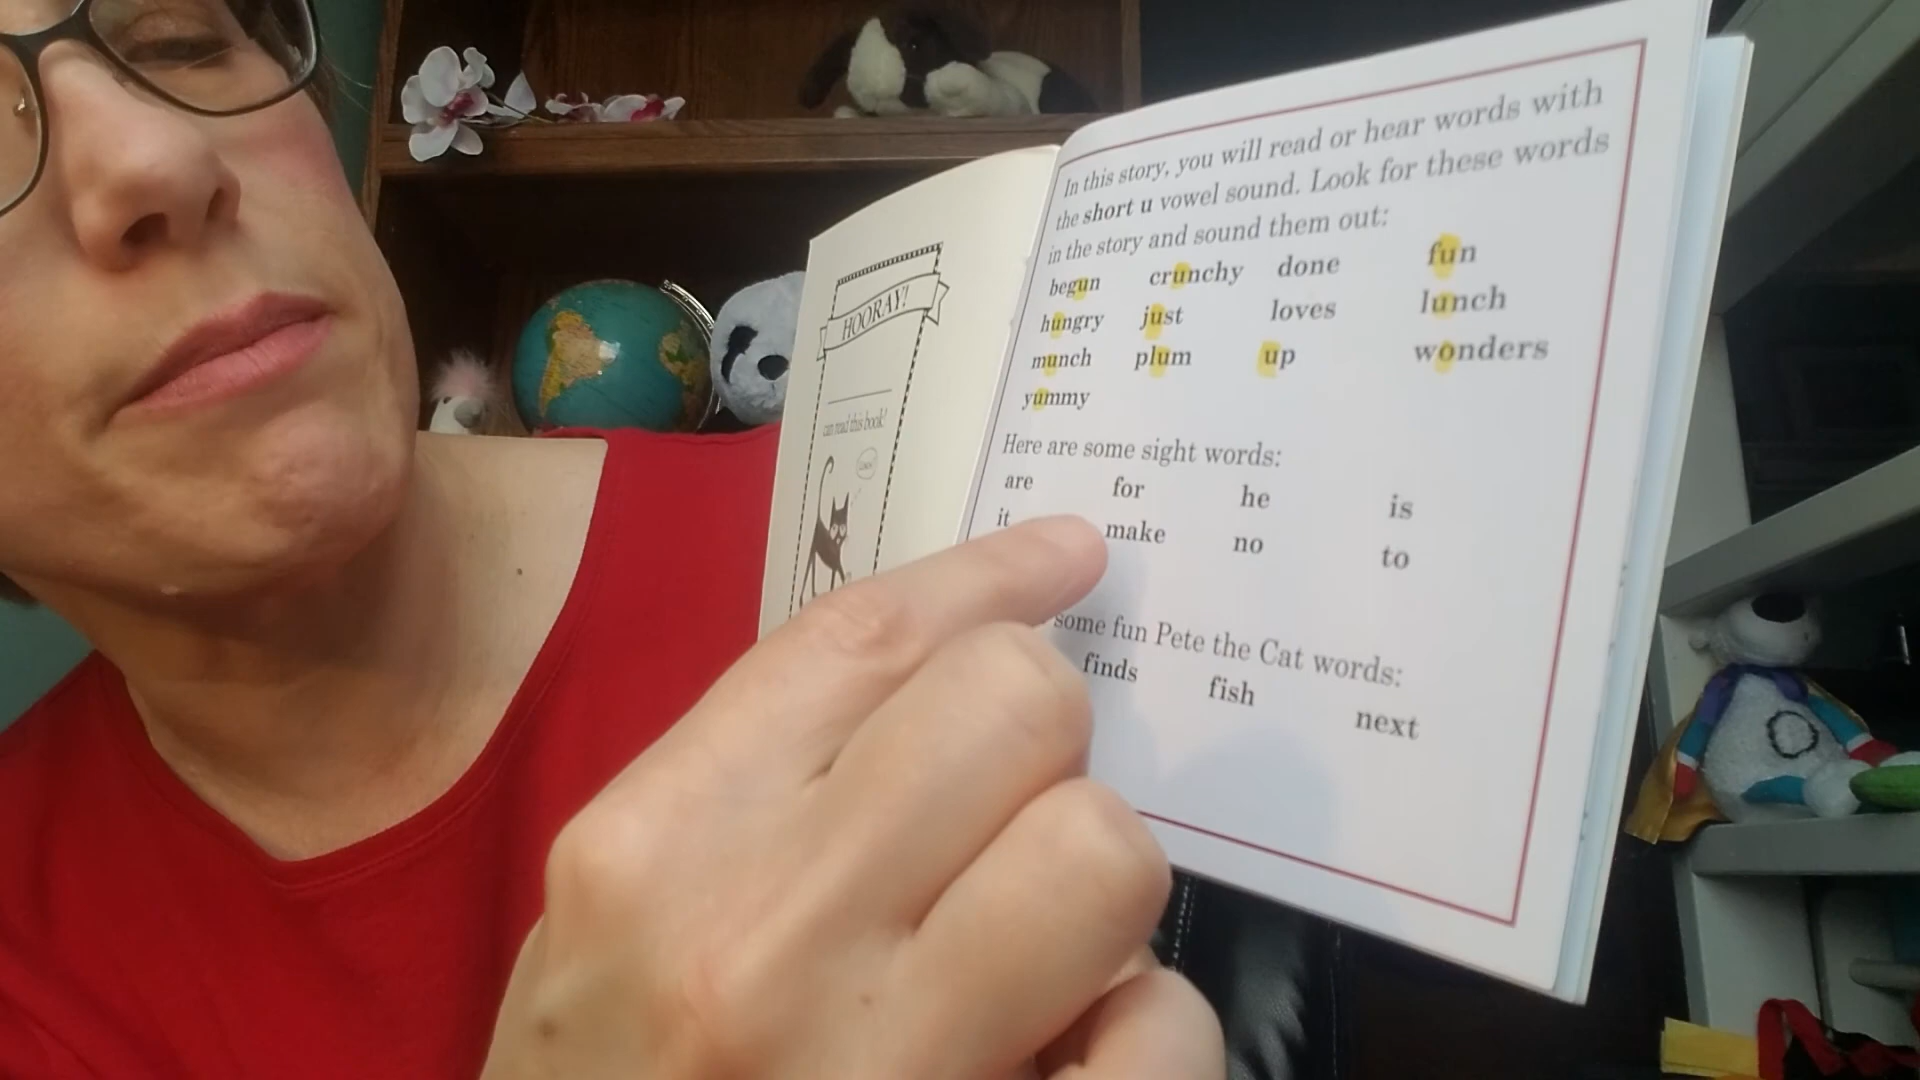 HOORAY!
can read this book!
In this story, you will read or hear words with
the short u vowel sound. Look for these words
in the story and sound them out:
begun crunchy done fun
hungry just loves lunch
munch plum up wonders
yummy
Here are some sight words:
are for he is
it make no to
some fun Pete the Cat words:
finds fish next